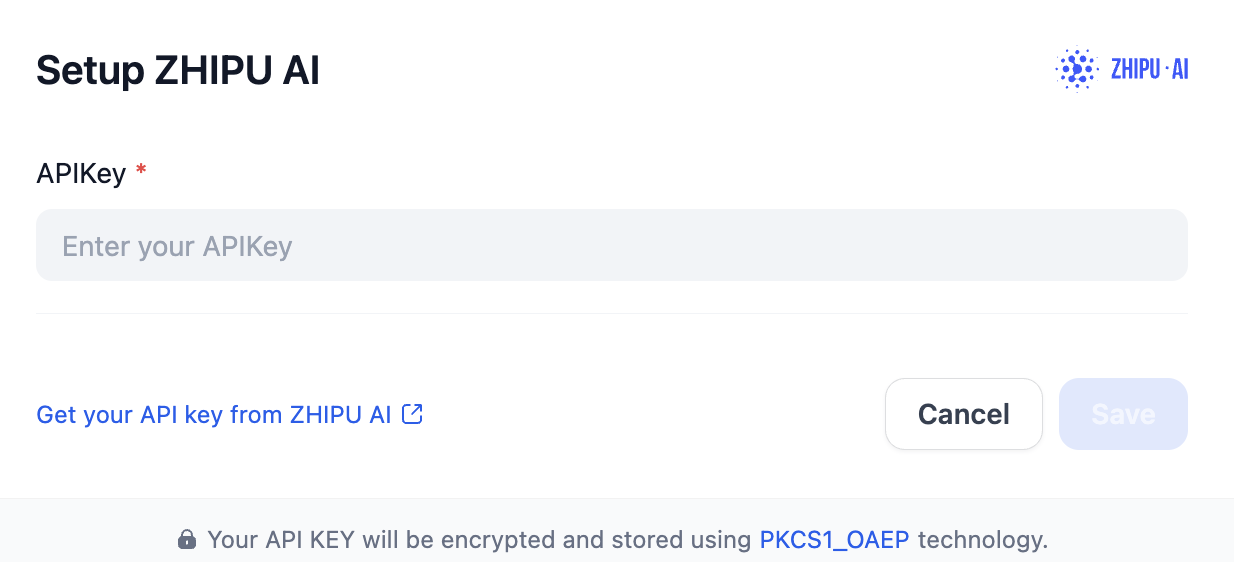 Setup ZHIPU AI
ZHIPU·AI
APIKey *
Enter your APIKey
Get your API key from ZHIPU AI
Cancel
Save
Your API KEY will be encrypted and stored using PKCS1_OAEP technology.